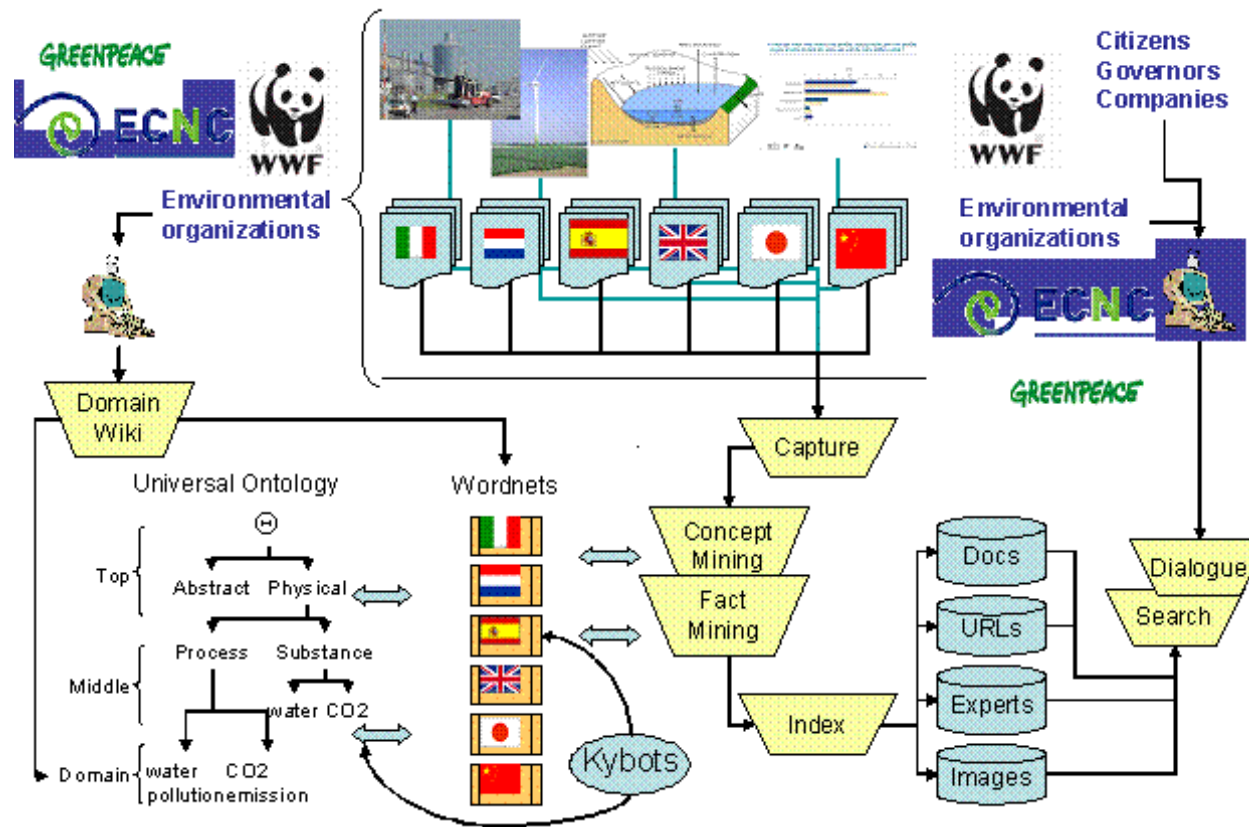 GREENPEACE
ECNC
WWF
Environmental
organizations
WWF
Citizens
Governors
Companies
Environmental
organizations
ECNC
GREENPEACE
Domain
Wiki
Capture
Universal Ontology
Wordnets
Concept
Mining
Fact
Mining
Top
Abstract Physical
Process Substance
Middle
water CO2
Domain
water CO2
pollution emission
Kybots
Index
Docs
URLs
Experts
Images
Dialogue
Search